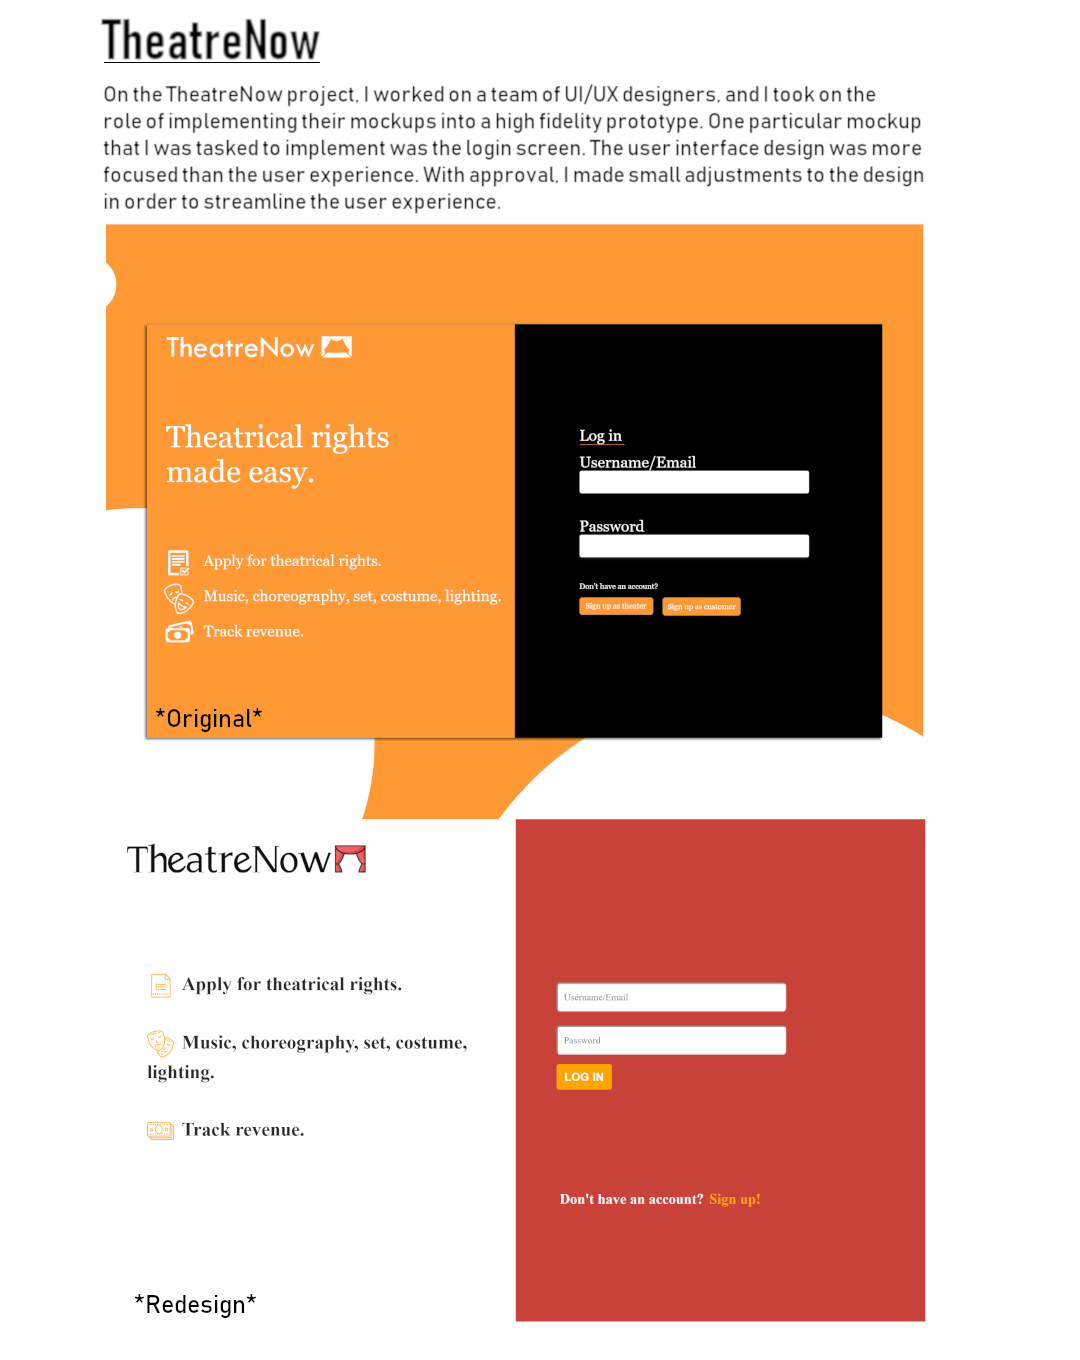 TheatreNow
On the TheatreNow project, I worked on a team of UI/UX designers, and I took on the
role of implementing their mockups into a high fidelity prototype. One particular mockup
that I was tasked to implement was the login screen. The user interface design was more
focused than the user experience. With approval, I made small adjustments to the design
in order to streamline the user experience.
TheatreNow
Theatrical rights
made easy.
Apply for theatrical rights.
Music, choreography, set, costume, lighting.
Track revenue.
*Original*
Log in
Username/Email
Password
Don't have an account?
Sign up as theater
Sign up as customer
TheatreNow
Apply for theatrical rights.
Music, choreography, set, costume,
lighting.
Track revenue.
*Redesign*
Username/Email
Password
LOG IN
Don't have an account? Sign up!